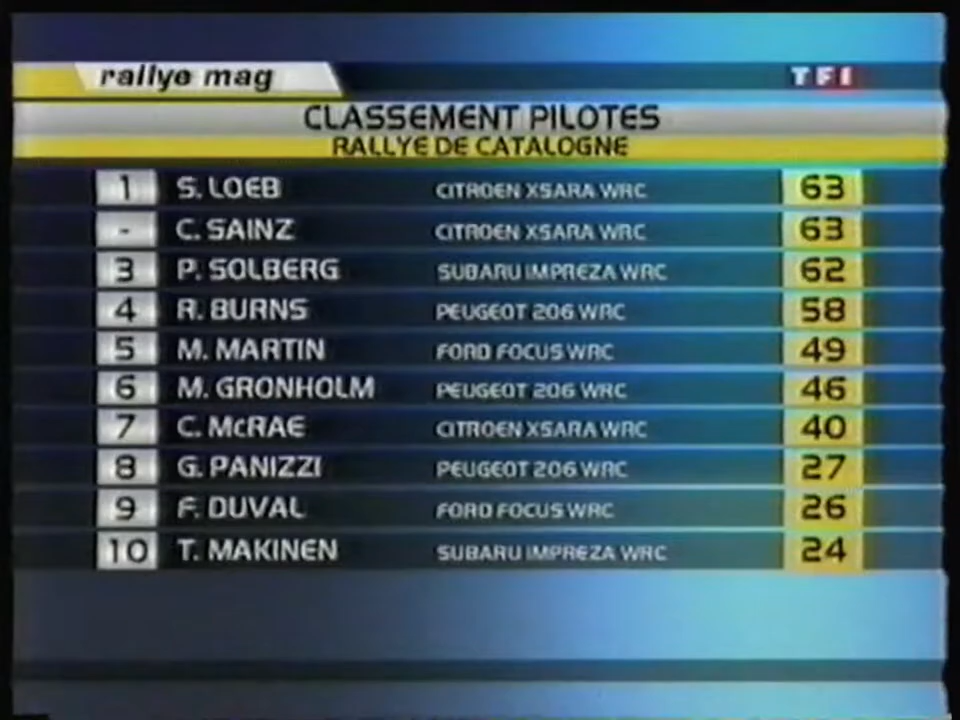 rallye mag TF1
CLASSEMENT PILOTES
RALLYE DE CATALOGNE
1 S. LOEB CITROEN XSARA WRC 63
- C. SAINZ CITROEN XSARA WRC 63
3 P. SOLBERG SUBARU IMPREZA WRC 62
4 R. BURNS PEUGEOT 206 WRC 58
5 M. MARTIN FORD FOCUS WRC 49
6 M. GRONHOLM PEUGEOT 206 WRC 46
7 C. McRAE CITROEN XSARA WRC 40
8 G. PANIZZI PEUGEOT 206 WRC 27
9 F. DUVAL FORD FOCUS WRC 26
10 T. MAKINEN SUBARU IMPREZA WRC 24